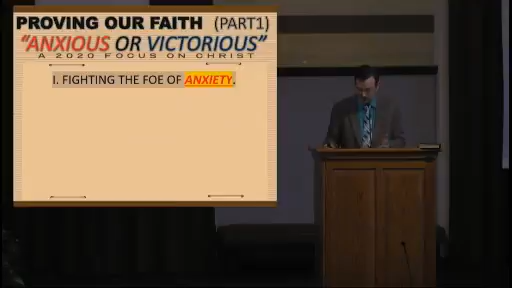 PROVING OUR FAITH (PART1)
"ANXIOUS OR VICTORIOUS"
A 2020 FOCUS ON CHRIST
I. FIGHTING THE FOE OF ANXIETY.